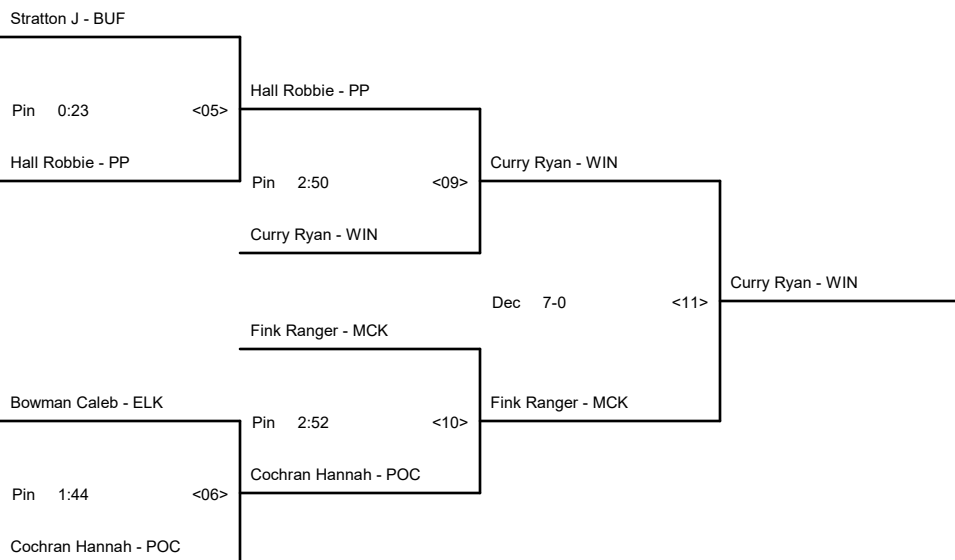 Stratton J - BUF
Hall Robbie - PP
Pin 0:23 <05>
Hall Robbie - PP
Curry Ryan - WIN
Pin 2:50 <09>
Curry Ryan - WIN
Curry Ryan - WIN
Dec 7-0 <11>
Fink Ranger - MCK
Bowman Caleb - ELK
Fink Ranger - MCK
Pin 2:52 <10>
Cochran Hannah - POC
Pin 1:44 <06>
Cochran Hannah - POC